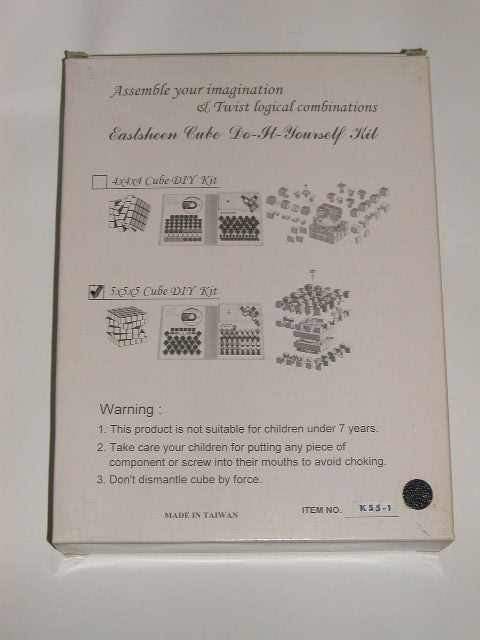 Assemble your imagination
& Twist logical combinations
Eastsheen Cube Do-It-Yourself Kit
4x4x4 Cube DIY Kit
5x5x5 Cube DIY Kit
Warning :
1. This product is not suitable for children under 7 years.
2. Take care your children for putting any piece of
component or screw into their mouths to avoid choking.
3. Don't dismantle cube by force.
MADE IN TAIWAN
ITEM NO. K55-1